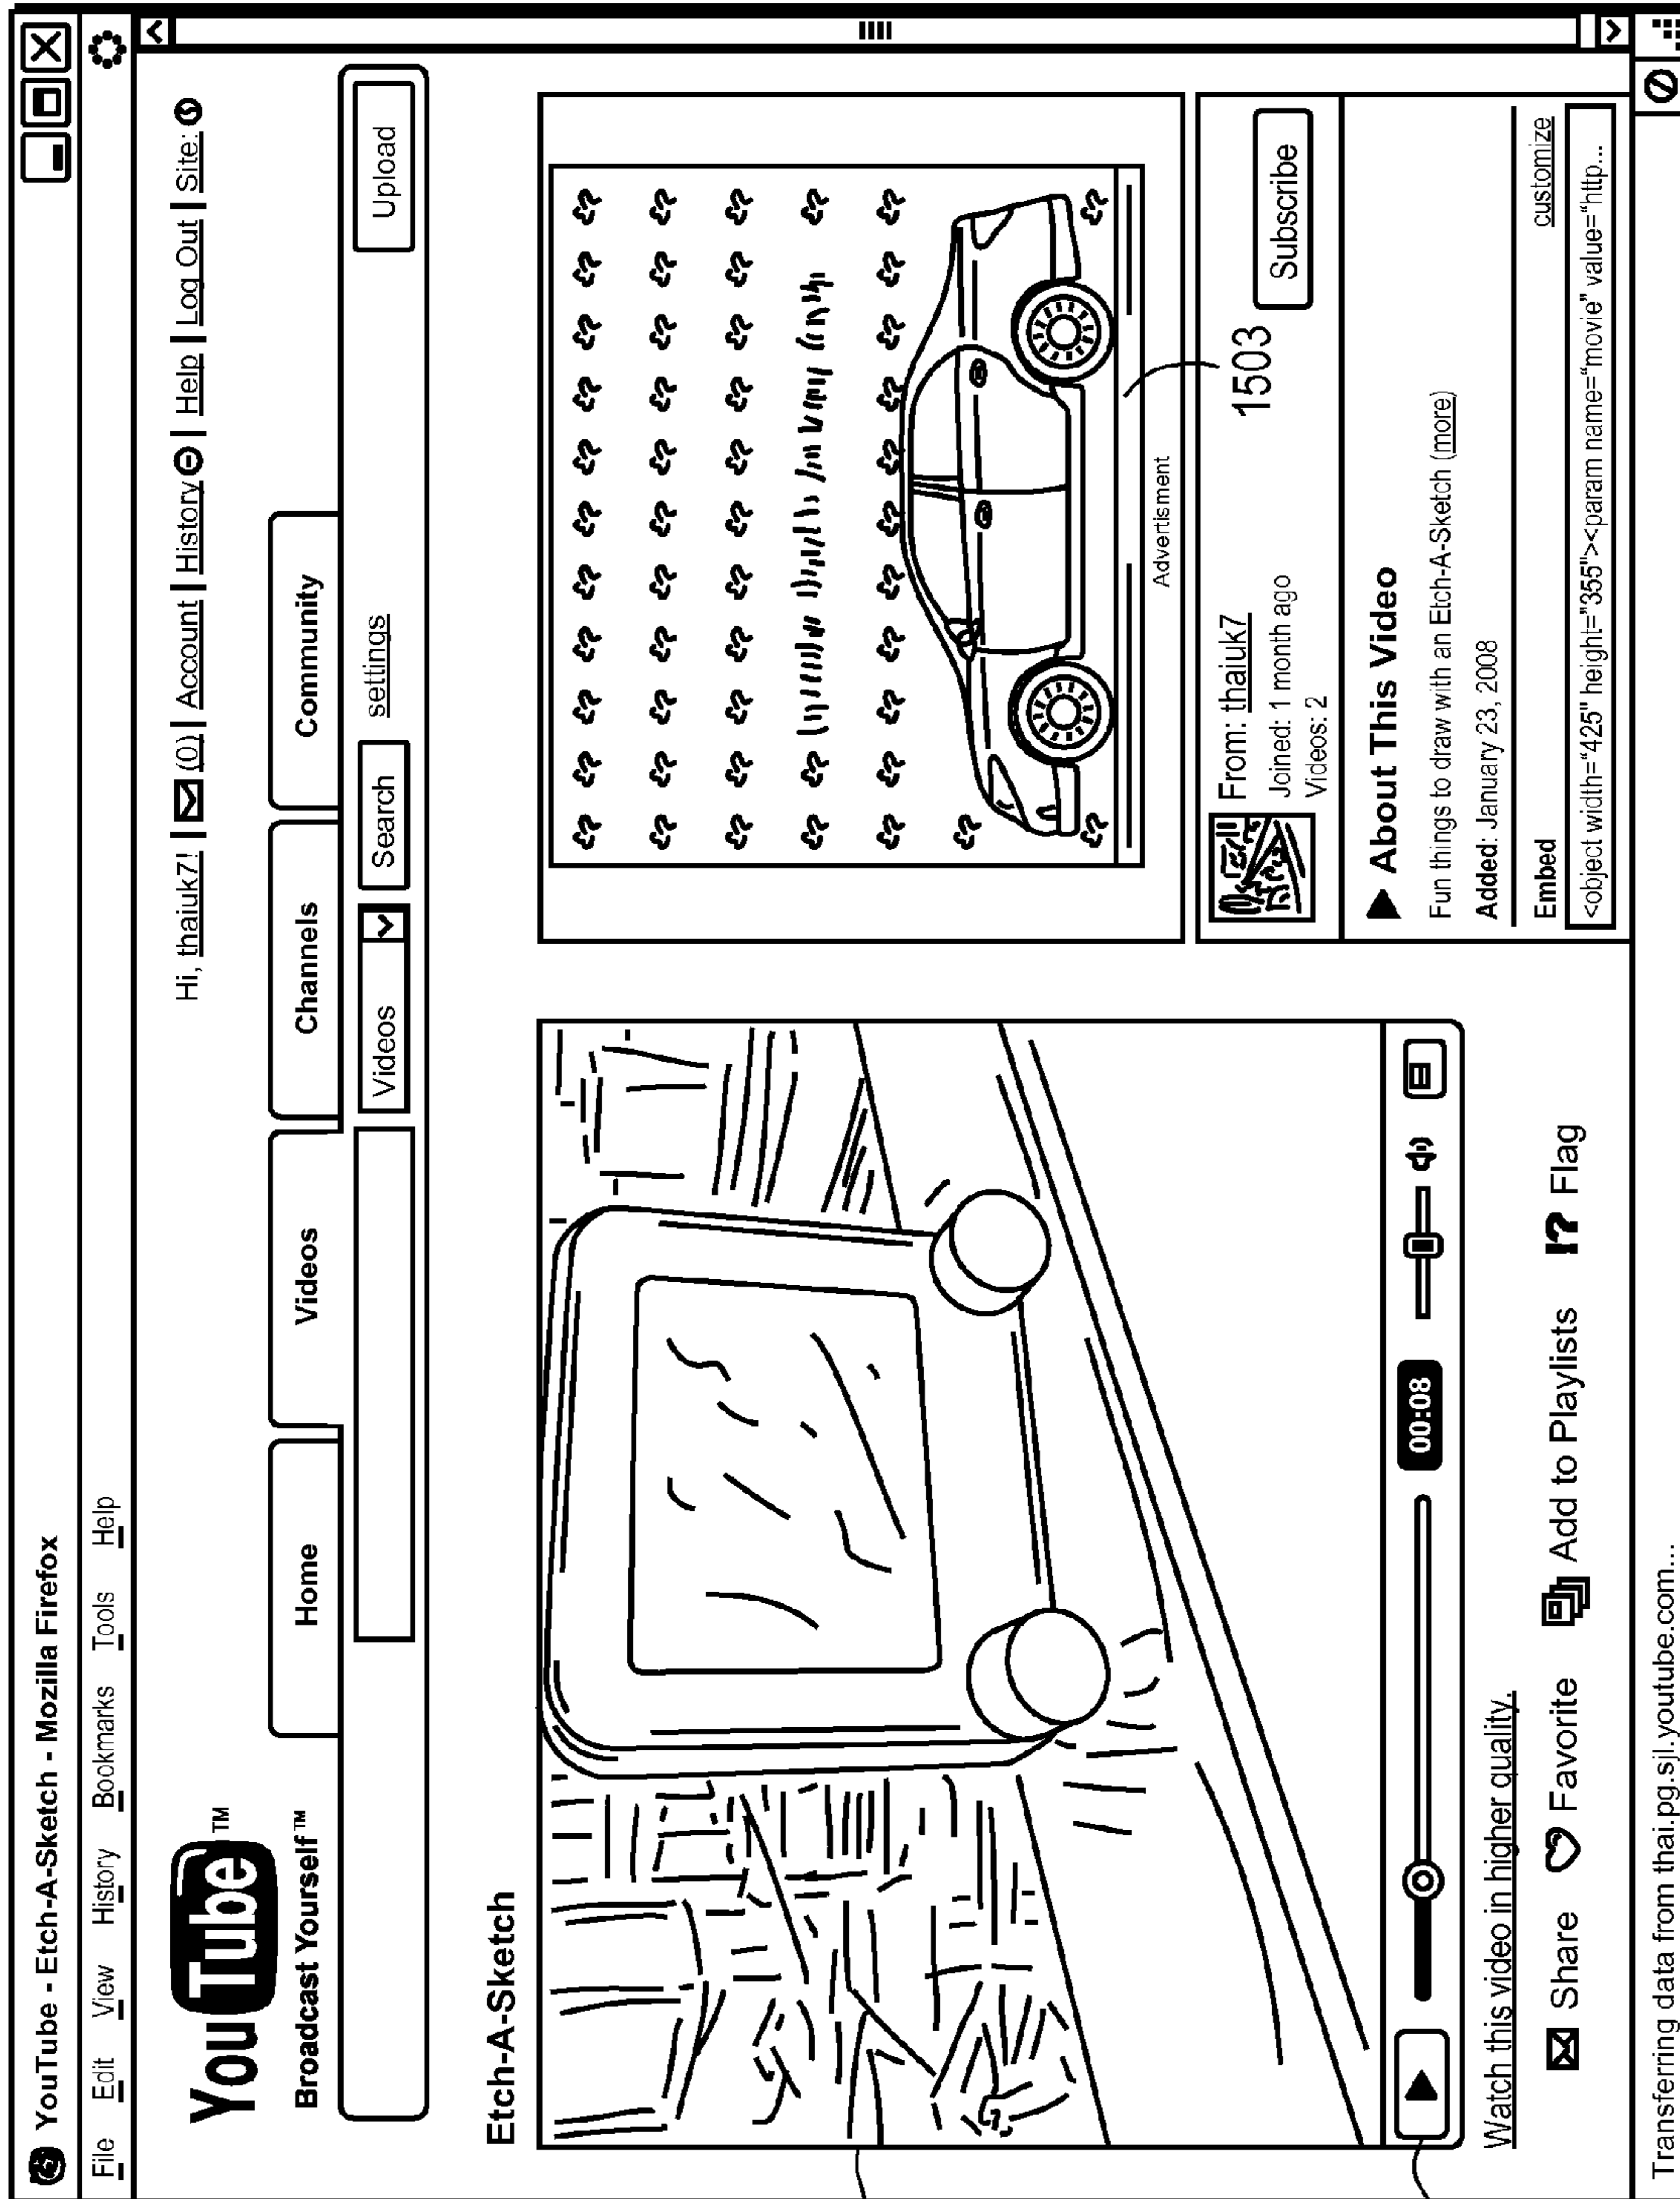 YouTube - Etch-A-Sketch - Mozilla Firefox
File Edit View History Bookmarks Tools Help
Hi, thaiuk7! | (0) | Account | History | Help | Log Out | Site:
YouTube™
Broadcast Yourself™
Home Videos Channels Community
Videos Search settings Upload
Etch-A-Sketch
Advertisment
1503
From: thaiuk7
Joined: 1 month ago
Videos: 2
Subscribe
About This Video
Fun things to draw with an Etch-A-Sketch (more)
Added: January 23, 2008
Embed customize
<object width="425" height="355"><param name="movie" value="http...
00:08
Watch this video in higher quality.
Share Favorite Add to Playlists !? Flag
Transferring data from thai.pg.sjl.youtube.com...